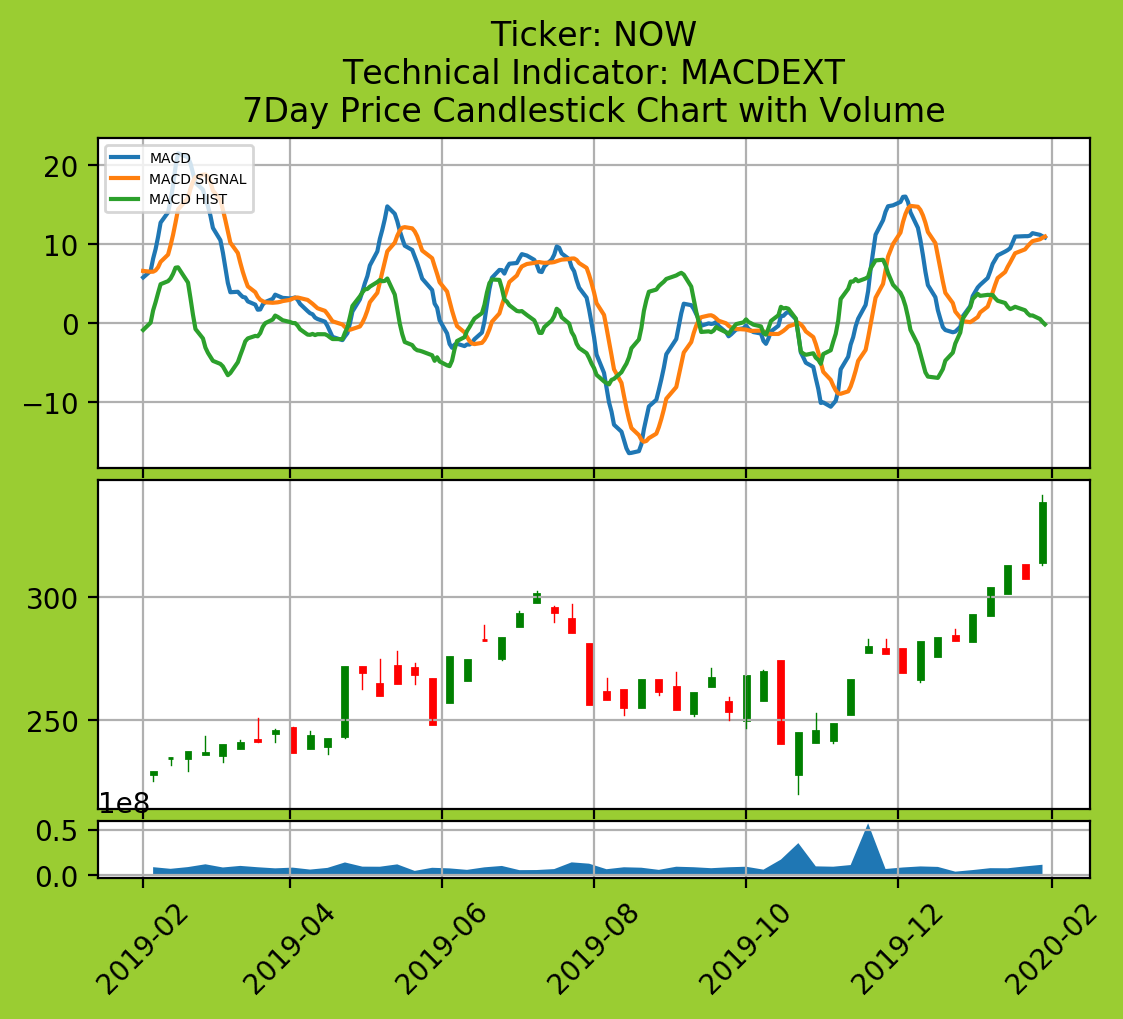 Ticker: NOW
Technical Indicator: MACDEXT
7Day Price Candlestick Chart with Volume
MACD
MACD SIGNAL
MACD HIST
20
10
0
−10
300
250
1e8
0.5
0.0
2019-02
2019-04
2019-06
2019-08
2019-10
2019-12
2020-02